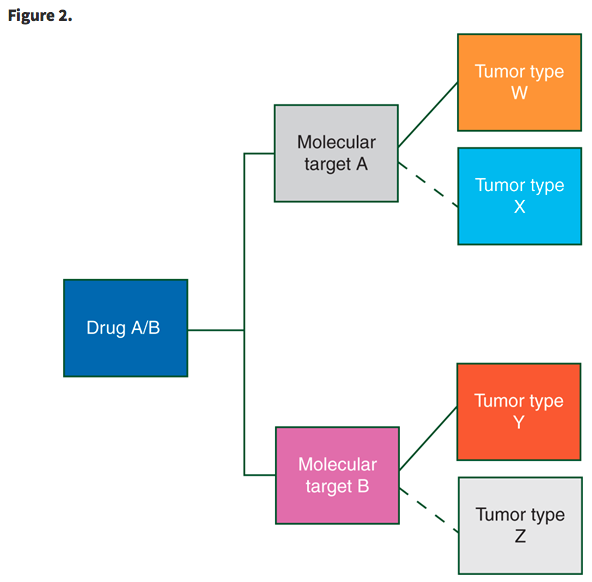 Figure 2.
Tumor type
W
Molecular
target A
Tumor type
X
Drug A/B
Tumor type
Y
Molecular
target B
Tumor type
Z